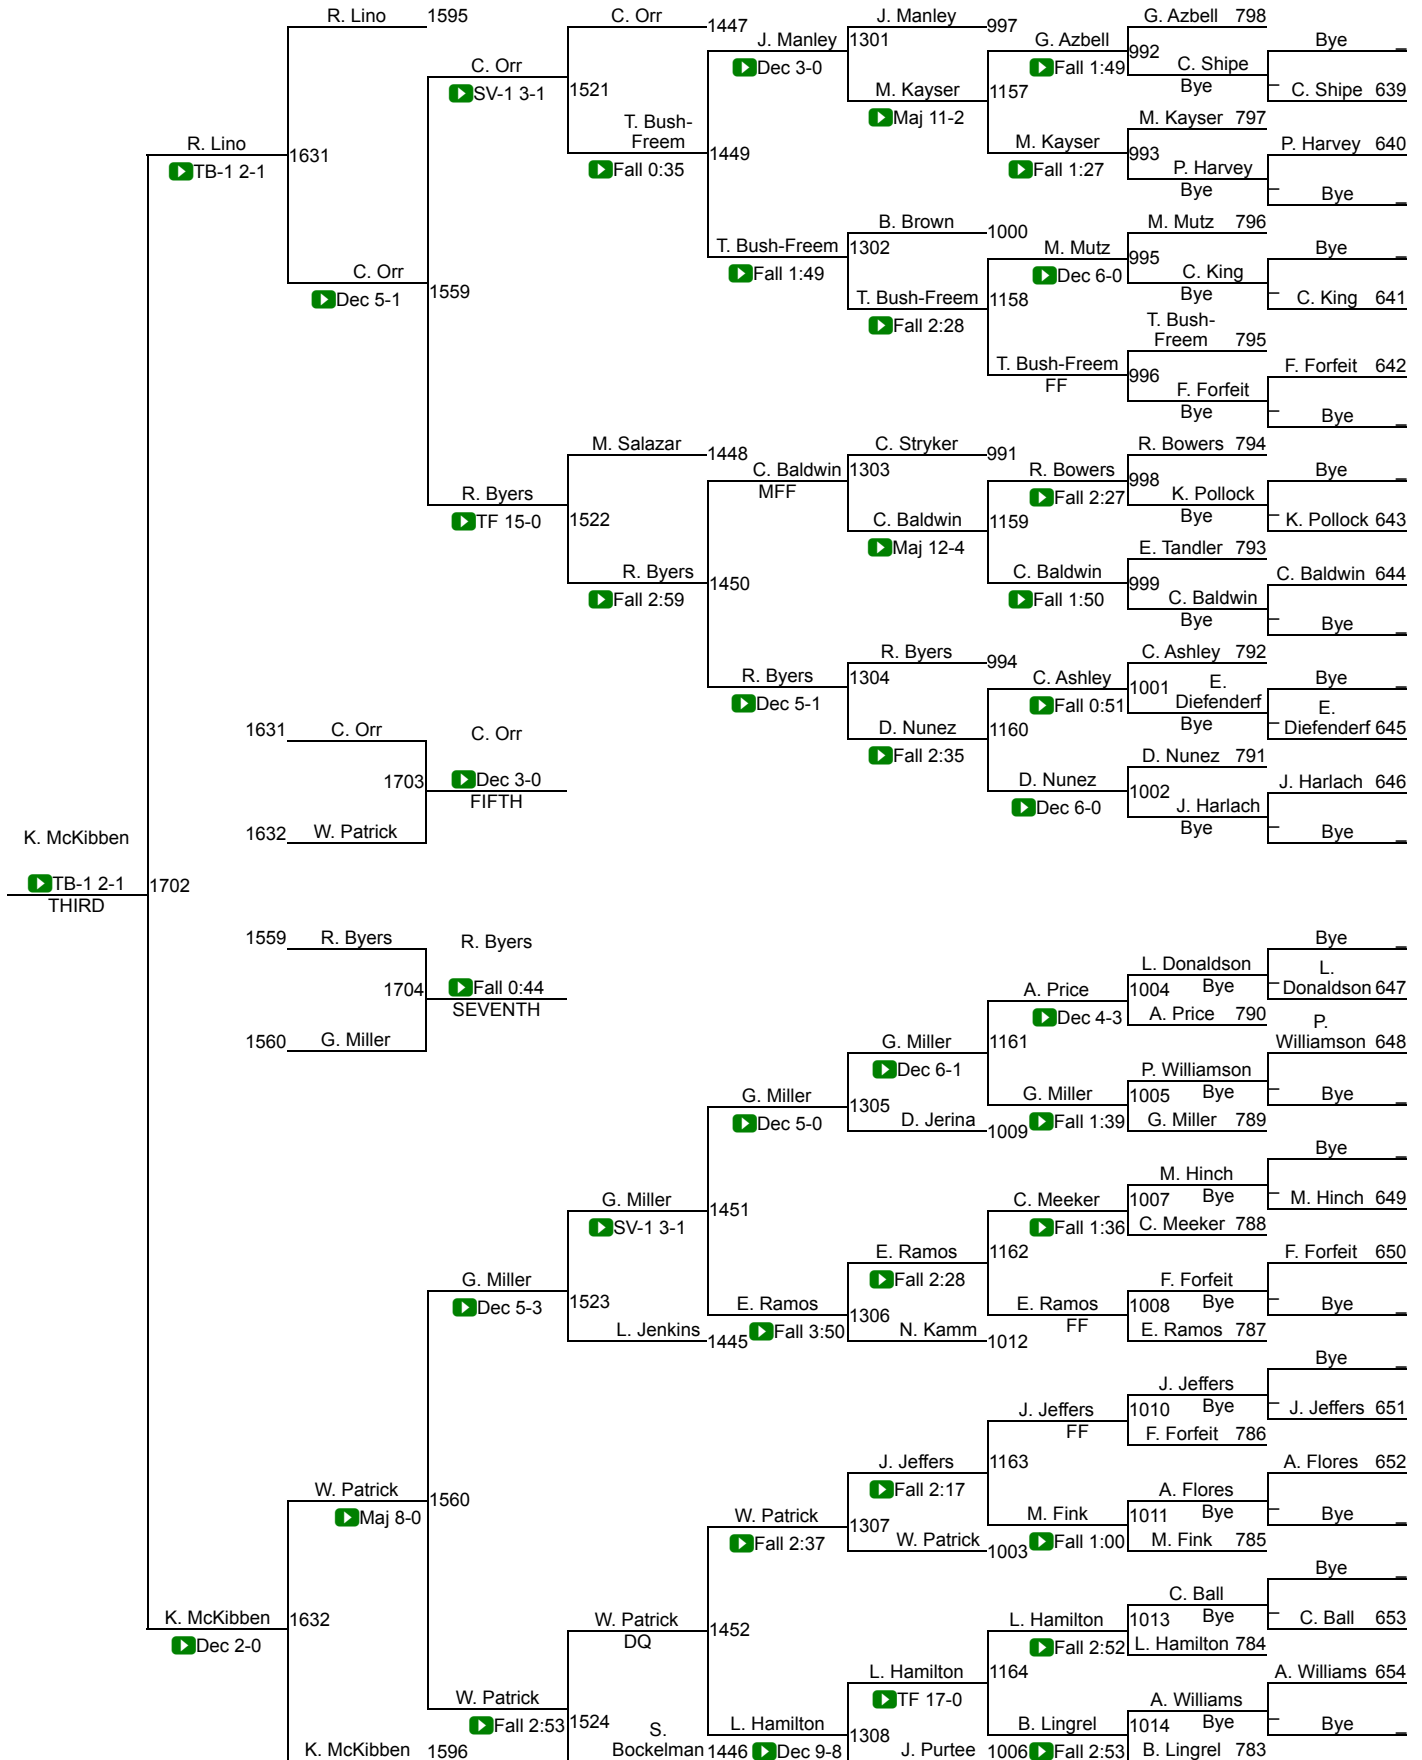 R. Lino 1595
C. Orr
1447
J. Manley
997
G. Azbell 798
Bye _
J. Manley
1301
G. Azbell
992
C. Shipe
Dec 3-0
Fall 1:49
Bye
C. Shipe 639
C. Orr
SV-1 3-1
1521
M. Kayser
1157
Maj 11-2
M. Kayser 797
T. Bush-
Freem
P. Harvey 640
R. Lino
1631
1449
M. Kayser
993
P. Harvey
TB-1 2-1
Fall 0:35
Fall 1:27
Bye
Bye _
B. Brown
1000
M. Mutz 796
T. Bush-Freem
1302
M. Mutz
995
Bye _
Fall 1:49
Dec 6-0
C. King
C. Orr
1559
T. Bush-Freem
1158
Bye
C. King 641
Dec 5-1
Fall 2:28
T. Bush-
Freem 795
T. Bush-Freem
996
F. Forfeit 642
FF
F. Forfeit
Bye
Bye _
M. Salazar
1448
C. Stryker
991
R. Bowers 794
C. Baldwin
1303
R. Bowers
998
Bye _
MFF
Fall 2:27
K. Pollock
R. Byers
1522
C. Baldwin
1159
Bye
K. Pollock 643
TF 15-0
Maj 12-4
E. Tandler 793
R. Byers
1450
C. Baldwin
999
C. Baldwin 644
Fall 2:59
Fall 1:50
C. Baldwin
Bye
Bye _
R. Byers
994
C. Ashley 792
R. Byers
1304
C. Ashley
1001
E.
Diefenderf
Bye _
Dec 5-1
Fall 0:51
Bye
E.
Diefenderf 645
1631 C. Orr
C. Orr
D. Nunez
1160
Fall 2:35
D. Nunez 791
1703
Dec 3-0
FIFTH
D. Nunez
1002
J. Harlach 646
Dec 6-0
J. Harlach
1632 W. Patrick
Bye
Bye _
K. McKibben
TB-1 2-1
1702
THIRD
1559 R. Byers
R. Byers
Bye _
1704
Fall 0:44
SEVENTH
L. Donaldson
A. Price
1004
Bye
L.
Donaldson 647
Dec 4-3
A. Price 790
1560 G. Miller
G. Miller
1161
P.
Williamson 648
Dec 6-1
P. Williamson
G. Miller
1305
G. Miller
1005
Bye
Bye _
Dec 5-0
D. Jerina
1009
Fall 1:39
G. Miller 789
Bye _
M. Hinch
G. Miller
1451
C. Meeker
1007
Bye
M. Hinch 649
SV-1 3-1
Fall 1:36
C. Meeker 788
E. Ramos
1162
F. Forfeit 650
Fall 2:28
G. Miller
1523
F. Forfeit
Dec 5-3
E. Ramos
1306
E. Ramos
1008
Bye
Bye _
L. Jenkins
1445
Fall 3:50
N. Kamm
1012
FF
E. Ramos 787
Bye _
J. Jeffers
J. Jeffers
1010
Bye
J. Jeffers 651
FF
F. Forfeit 786
J. Jeffers
1163
A. Flores 652
Fall 2:17
W. Patrick
1560
A. Flores
Maj 8-0
W. Patrick
1307
M. Fink
1011
Bye
Bye _
Fall 2:37
W. Patrick
1003
Fall 1:00
M. Fink 785
Bye _
C. Ball
K. McKibben
1632
W. Patrick
1452
L. Hamilton
1013
Bye
C. Ball 653
Dec 2-0
DQ
Fall 2:52
L. Hamilton 784
L. Hamilton
1164
A. Williams 654
TF 17-0
W. Patrick
A. Williams
Fall 2:53
1524
S.
Bockelman
1446
L. Hamilton
1308
B. Lingrel
1014
Bye
Bye _
K. McKibben 1596
Dec 9-8
J. Purtee
1006
Fall 2:53
B. Lingrel 783